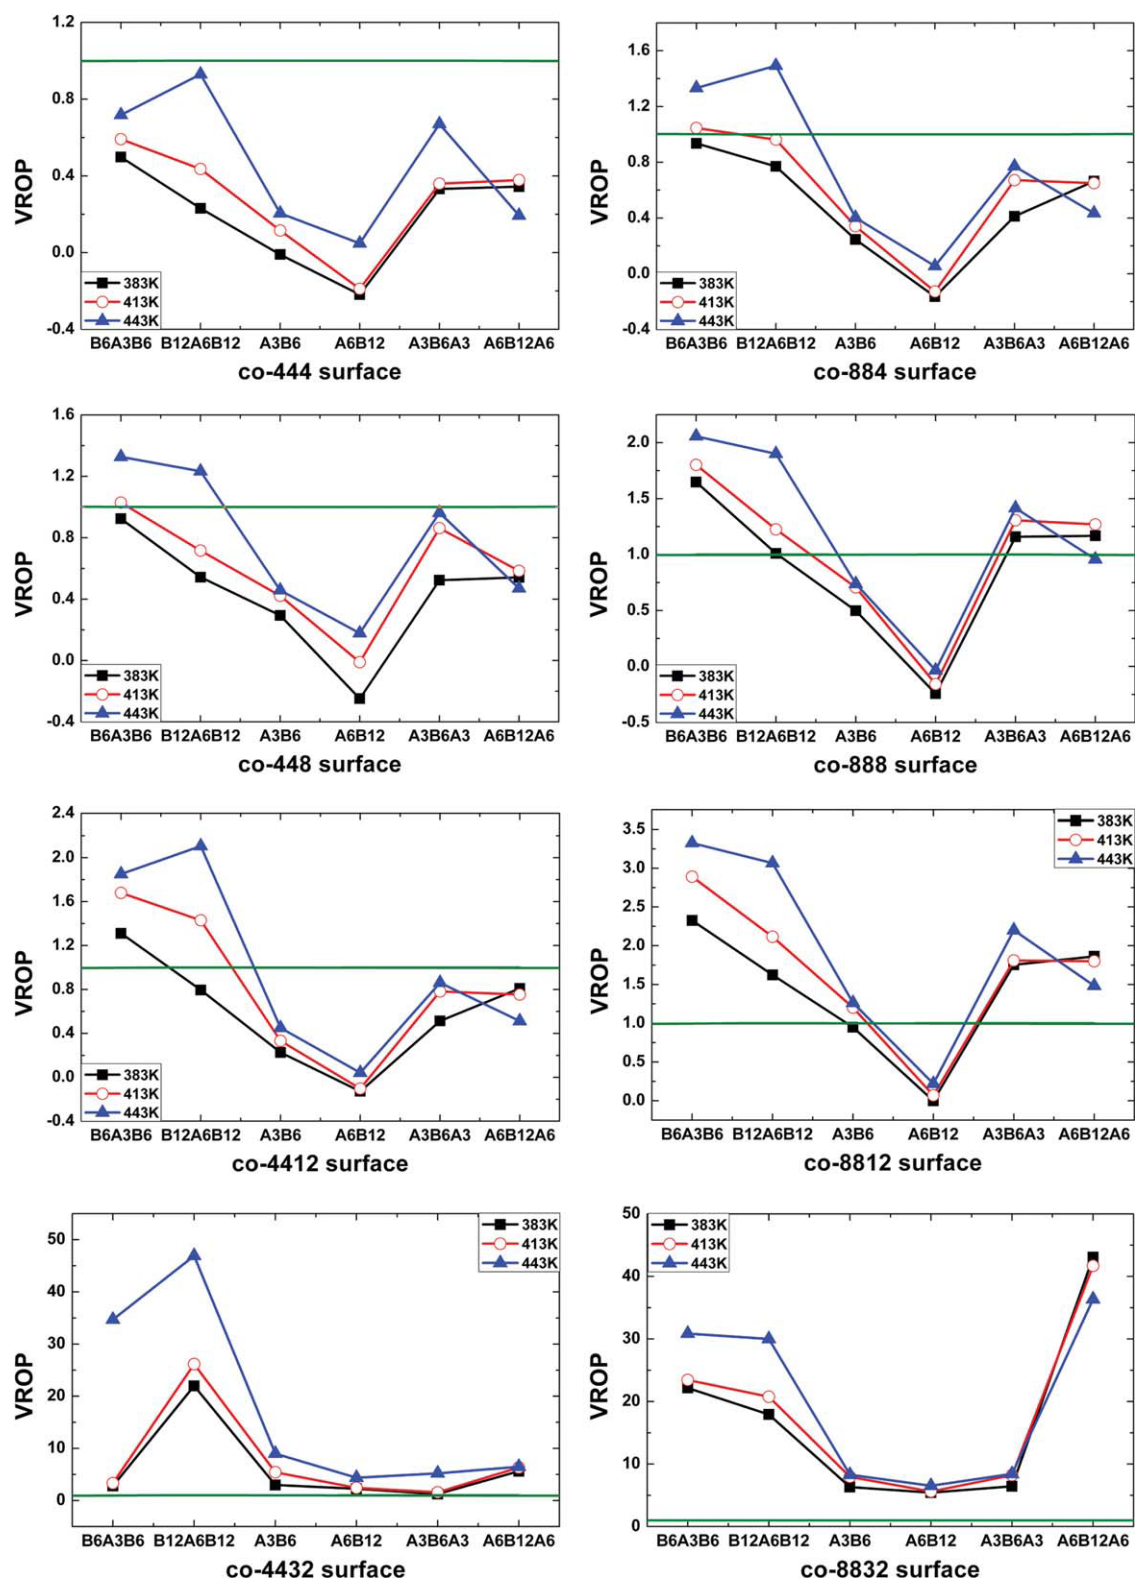 1.2
0.8
0.4
0.0
-0.4
VROP
383K
413K
443K
B6A3B6 B12A6B12 A3B6 A6B12 A3B6A3 A6B12A6
co-444 surface
1.6
1.2
0.8
0.4
0.0
-0.4
VROP
383K
413K
443K
B6A3B6 B12A6B12 A3B6 A6B12 A3B6A3 A6B12A6
co-884 surface
1.6
1.2
0.8
0.4
0.0
-0.4
VROP
383K
413K
443K
B6A3B6 B12A6B12 A3B6 A6B12 A3B6A3 A6B12A6
co-448 surface
2.0
1.5
1.0
0.5
0.0
-0.5
VROP
383K
413K
443K
B6A3B6 B12A6B12 A3B6 A6B12 A3B6A3 A6B12A6
co-888 surface
2.4
2.0
1.6
1.2
0.8
0.4
0.0
-0.4
VROP
383K
413K
443K
B6A3B6 B12A6B12 A3B6 A6B12 A3B6A3 A6B12A6
co-4412 surface
3.5
3.0
2.5
2.0
1.5
1.0
0.5
0.0
VROP
383K
413K
443K
B6A3B6 B12A6B12 A3B6 A6B12 A3B6A3 A6B12A6
co-8812 surface
50
40
30
20
10
0
VROP
383K
413K
443K
B6A3B6 B12A6B12 A3B6 A6B12 A3B6A3 A6B12A6
co-4432 surface
50
40
30
20
10
0
VROP
383K
413K
443K
B6A3B6 B12A6B12 A3B6 A6B12 A3B6A3 A6B12A6
co-8832 surface